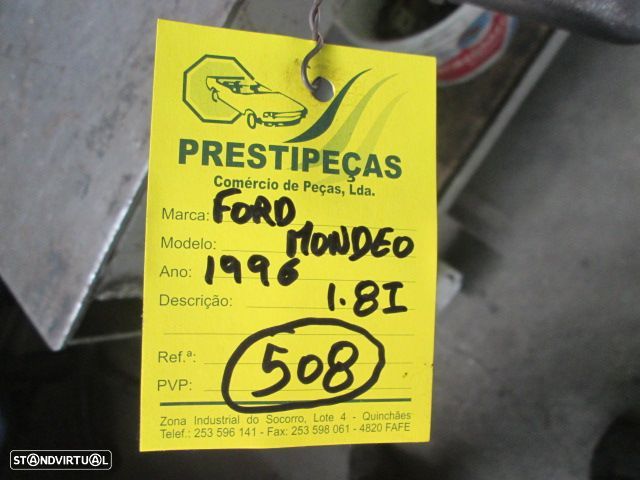 PRESTIPEÇAS
Comércio de Peças, Lda.
Marca: FORD
Modelo: MONDEO
Ano: 1996
Descrição: 1.8I
Ref.ª: 508
PVP:
Zona Industrial do Socorro, Lote 4 - Quinchães
Telef.: 253 596 141 - Fax: 253 598 061 - 4820 FAFE
STANDVIRTUAL